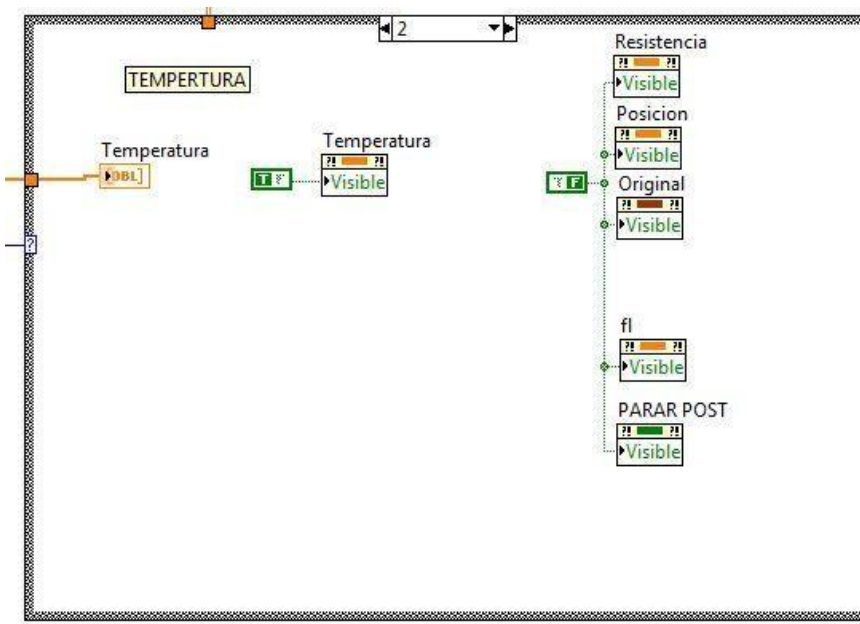 2
Resistencia
?! ?!
Visible
TEMPERTURA
Posicion
?! ?!
Visible
Temperatura
DBL]
Temperatura
?! ?!
T F
Visible
T F
Original
?! ?!
Visible
?
fl
?! ?!
Visible
PARAR POST
?! ?!
Visible